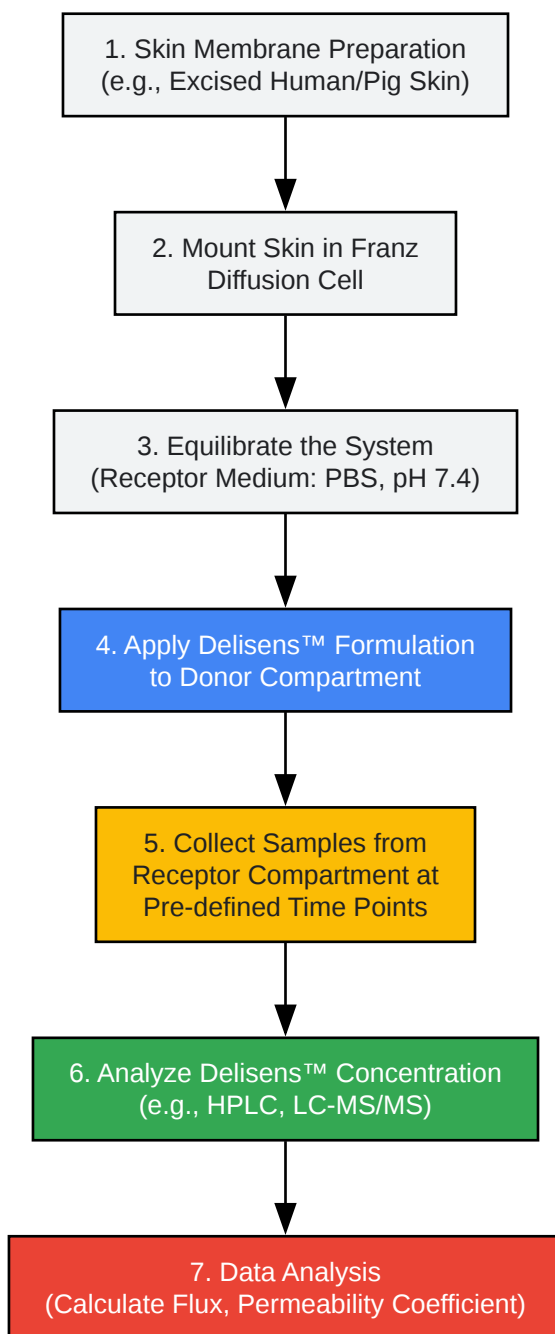 1. Skin Membrane Preparation
(e.g., Excised Human/Pig Skin)
2. Mount Skin in Franz
Diffusion Cell
3. Equilibrate the System
(Receptor Medium: PBS, pH 7.4)
4. Apply Delisens™ Formulation
to Donor Compartment
5. Collect Samples from
Receptor Compartment at
Pre-defined Time Points
6. Analyze Delisens™ Concentration
(e.g., HPLC, LC-MS/MS)
7. Data Analysis
(Calculate Flux, Permeability Coefficient)